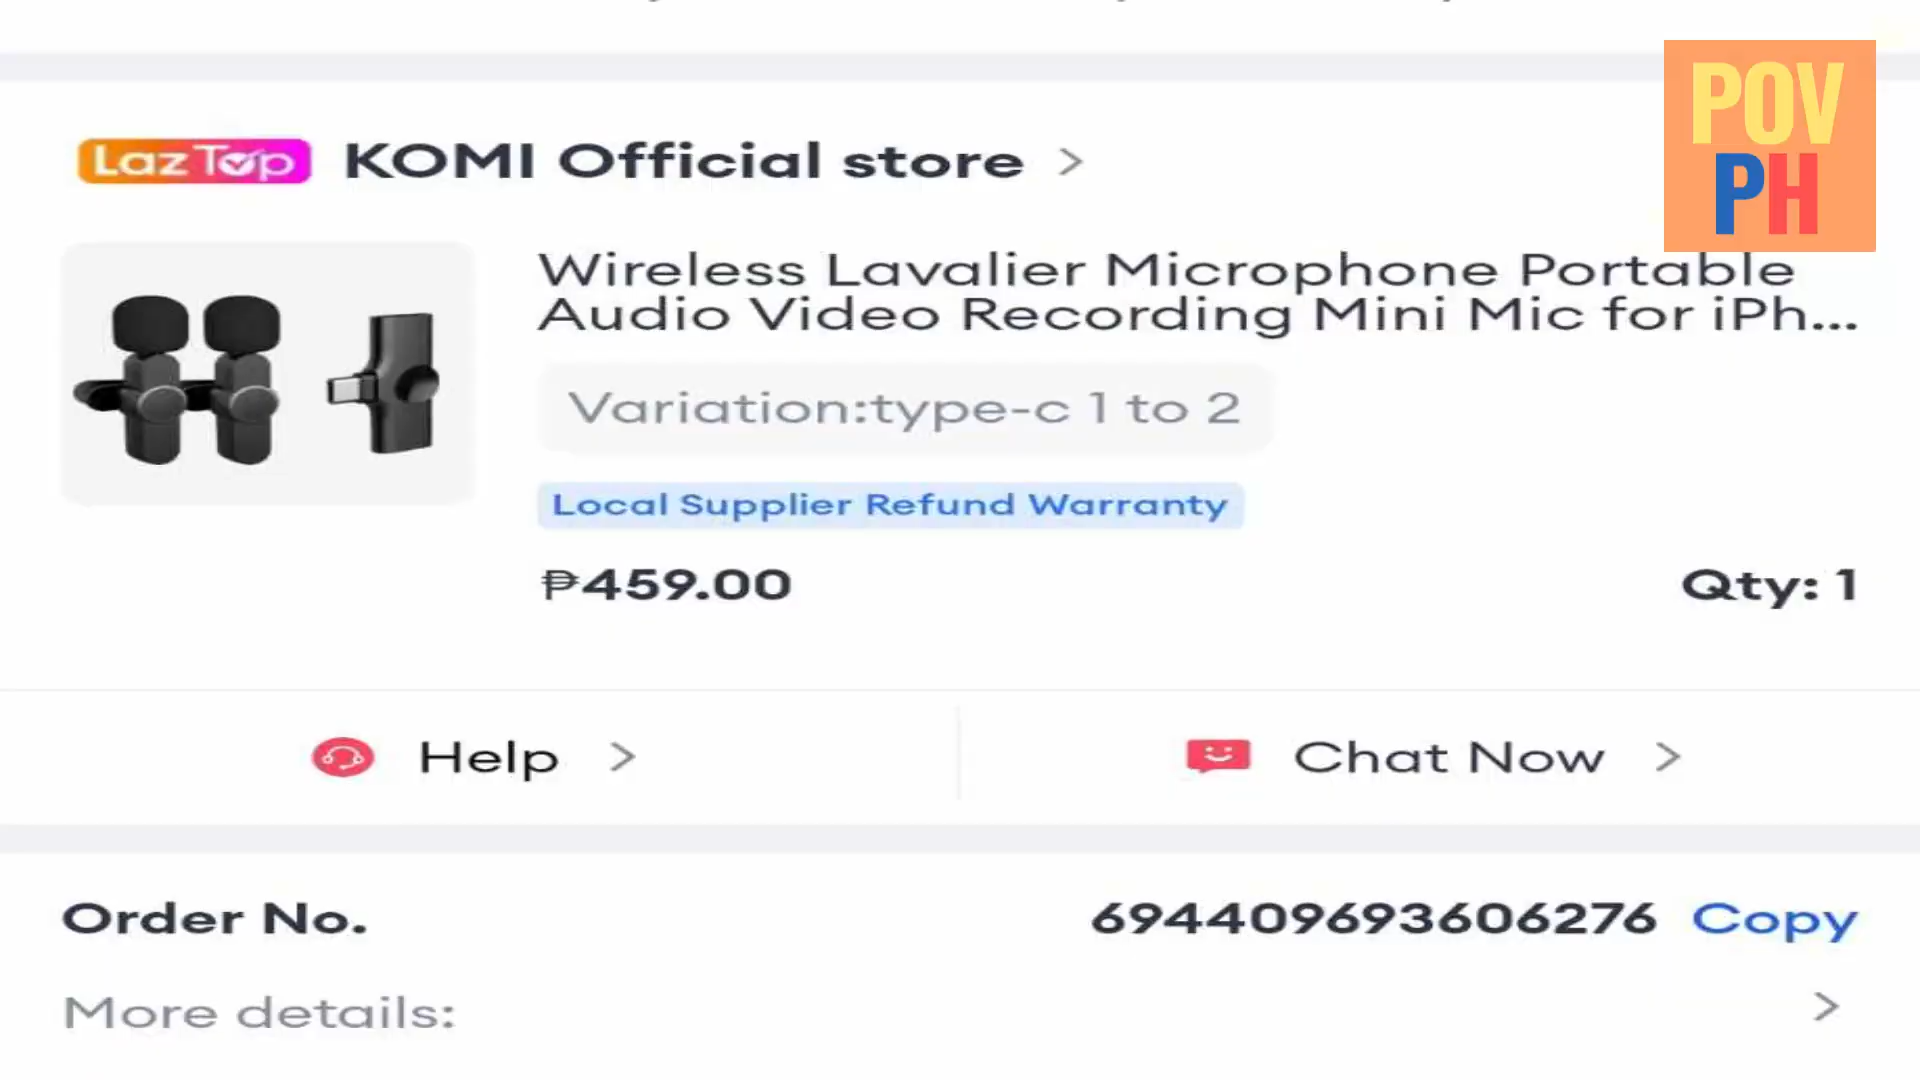 POV
PH
LazTop KOMI Official store
Wireless Lavalier Microphone Portable
Audio Video Recording Mini Mic for iPh...
Variation:type-c 1 to 2
Local Supplier Refund Warranty
₱459.00 Qty: 1
Help Chat Now
Order No. 694409693606276 Copy
More details: